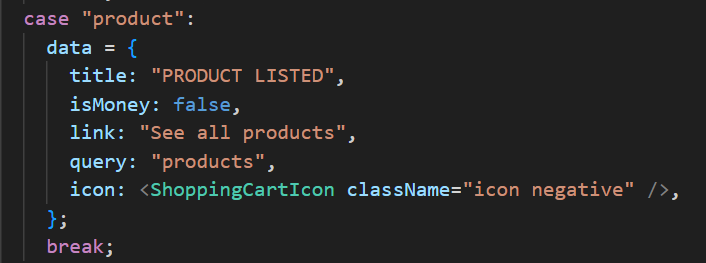 case "product":
data = {
title: "PRODUCT LISTED",
isMoney: false,
link: "See all products",
query: "products",
icon: <ShoppingCartIcon className="icon negative" />,
};
break;